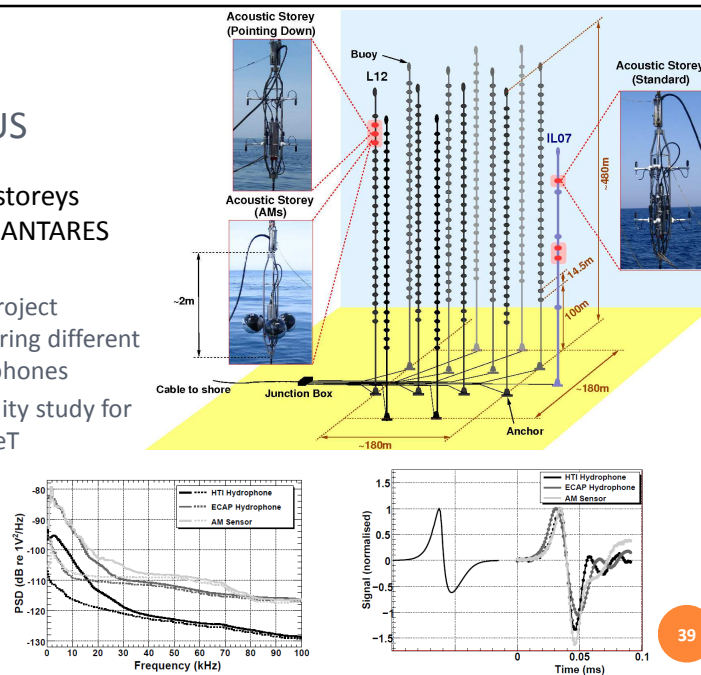 US
storeys
ANTARES
roject
ring different
phones
ity study for
eT
Acoustic Storey
(Pointing Down)
Acoustic Storey
(AMs)
~2m
Buoy
L12
IL07
Acoustic Storey
(Standard)
~480m
14.5m
100m
~180m
~180m
Cable to shore
Junction Box
Anchor
PSD (dB re 1V²/Hz)
-80
-90
-100
-110
-120
-130
HTI Hydrophone
ECAP Hydrophone
AM Sensor
0 10 20 30 40 50 60 70 80 90 100
Frequency (kHz)
Signal (normalised)
1.5
1
0.5
0
-0.5
-1
-1.5
HTI Hydrophone
ECAP Hydrophone
AM Sensor
0 0.05 0.1
Time (ms)
39